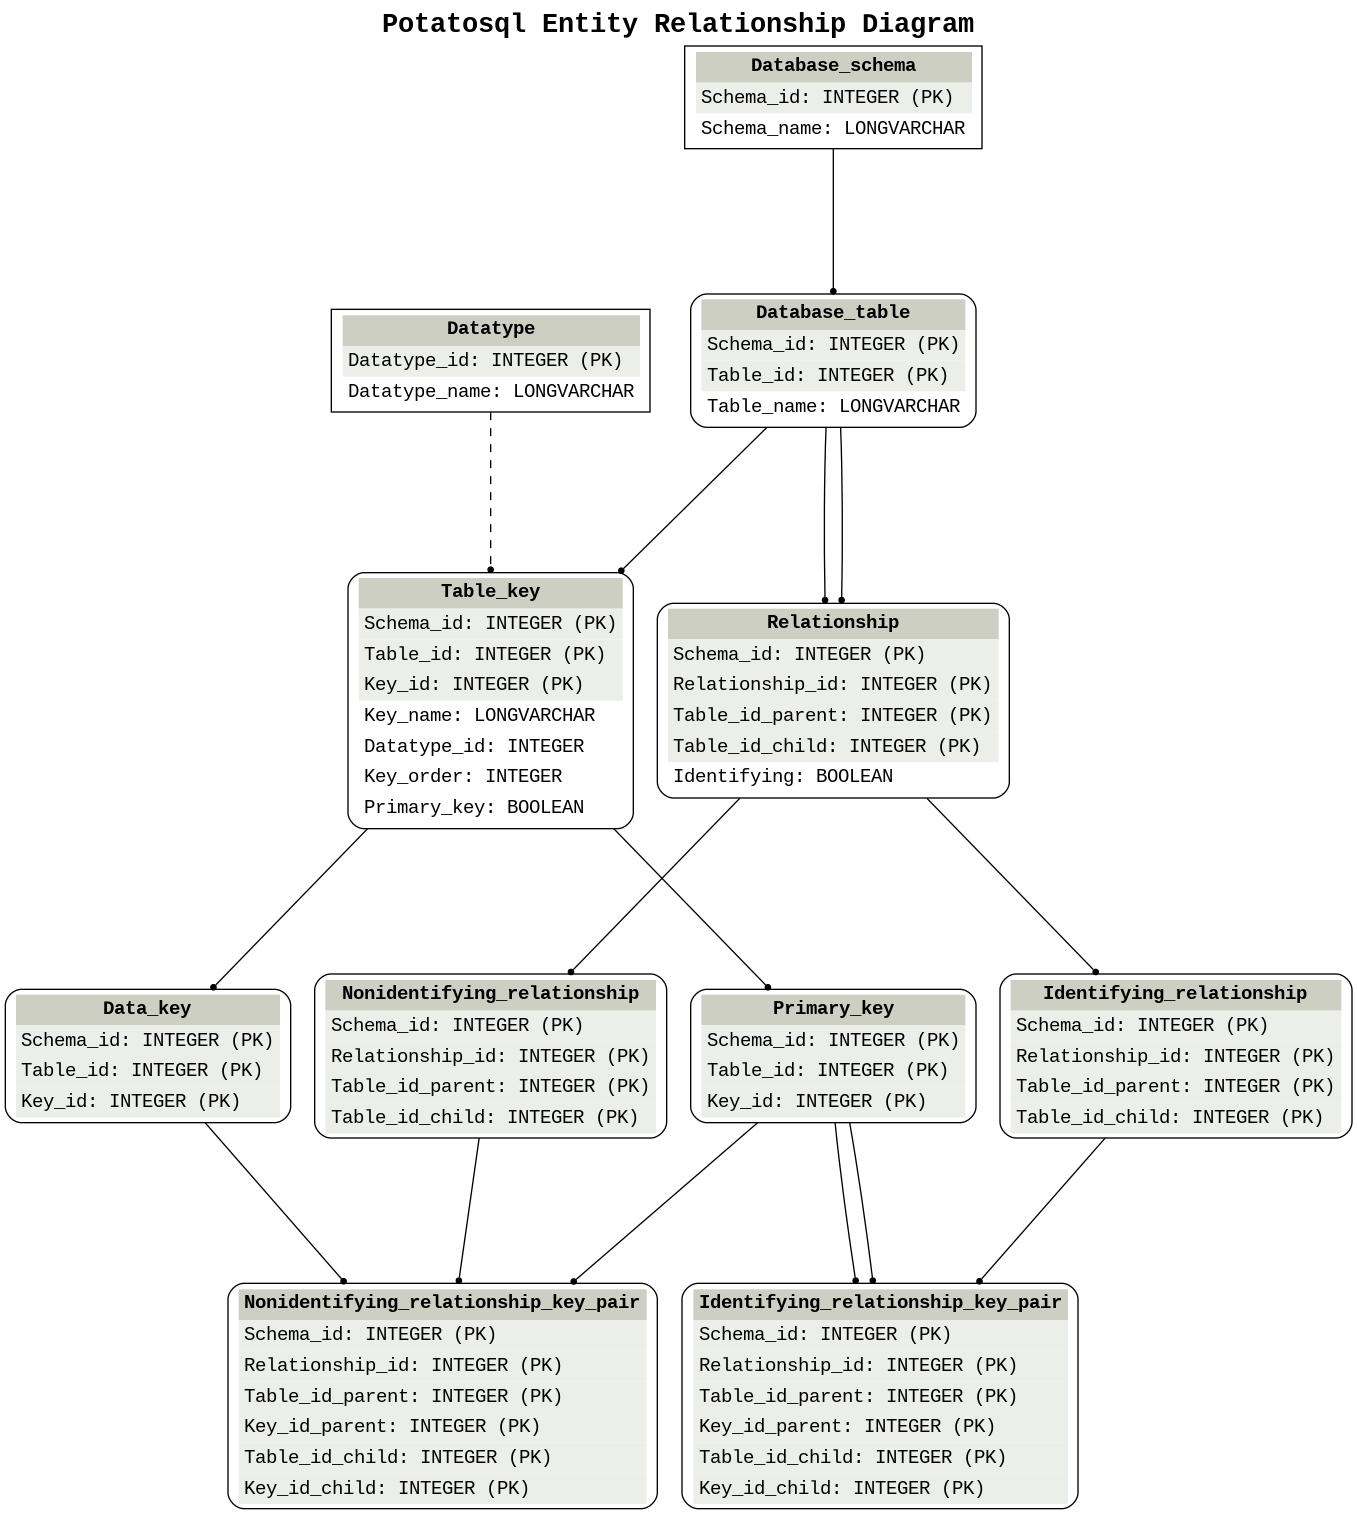 Potatosql Entity Relationship Diagram
Database_schema
Schema_id: INTEGER (PK)
Schema_name: LONGVARCHAR
Datatype
Datatype_id: INTEGER (PK)
Datatype_name: LONGVARCHAR
Database_table
Schema_id: INTEGER (PK)
Table_id: INTEGER (PK)
Table_name: LONGVARCHAR
Table_key
Schema_id: INTEGER (PK)
Table_id: INTEGER (PK)
Key_id: INTEGER (PK)
Key_name: LONGVARCHAR
Datatype_id: INTEGER
Key_order: INTEGER
Primary_key: BOOLEAN
Relationship
Schema_id: INTEGER (PK)
Relationship_id: INTEGER (PK)
Table_id_parent: INTEGER (PK)
Table_id_child: INTEGER (PK)
Identifying: BOOLEAN
Data_key
Schema_id: INTEGER (PK)
Table_id: INTEGER (PK)
Key_id: INTEGER (PK)
Nonidentifying_relationship
Schema_id: INTEGER (PK)
Relationship_id: INTEGER (PK)
Table_id_parent: INTEGER (PK)
Table_id_child: INTEGER (PK)
Primary_key
Schema_id: INTEGER (PK)
Table_id: INTEGER (PK)
Key_id: INTEGER (PK)
Identifying_relationship
Schema_id: INTEGER (PK)
Relationship_id: INTEGER (PK)
Table_id_parent: INTEGER (PK)
Table_id_child: INTEGER (PK)
Nonidentifying_relationship_key_pair
Schema_id: INTEGER (PK)
Relationship_id: INTEGER (PK)
Table_id_parent: INTEGER (PK)
Key_id_parent: INTEGER (PK)
Table_id_child: INTEGER (PK)
Key_id_child: INTEGER (PK)
Identifying_relationship_key_pair
Schema_id: INTEGER (PK)
Relationship_id: INTEGER (PK)
Table_id_parent: INTEGER (PK)
Key_id_parent: INTEGER (PK)
Table_id_child: INTEGER (PK)
Key_id_child: INTEGER (PK)